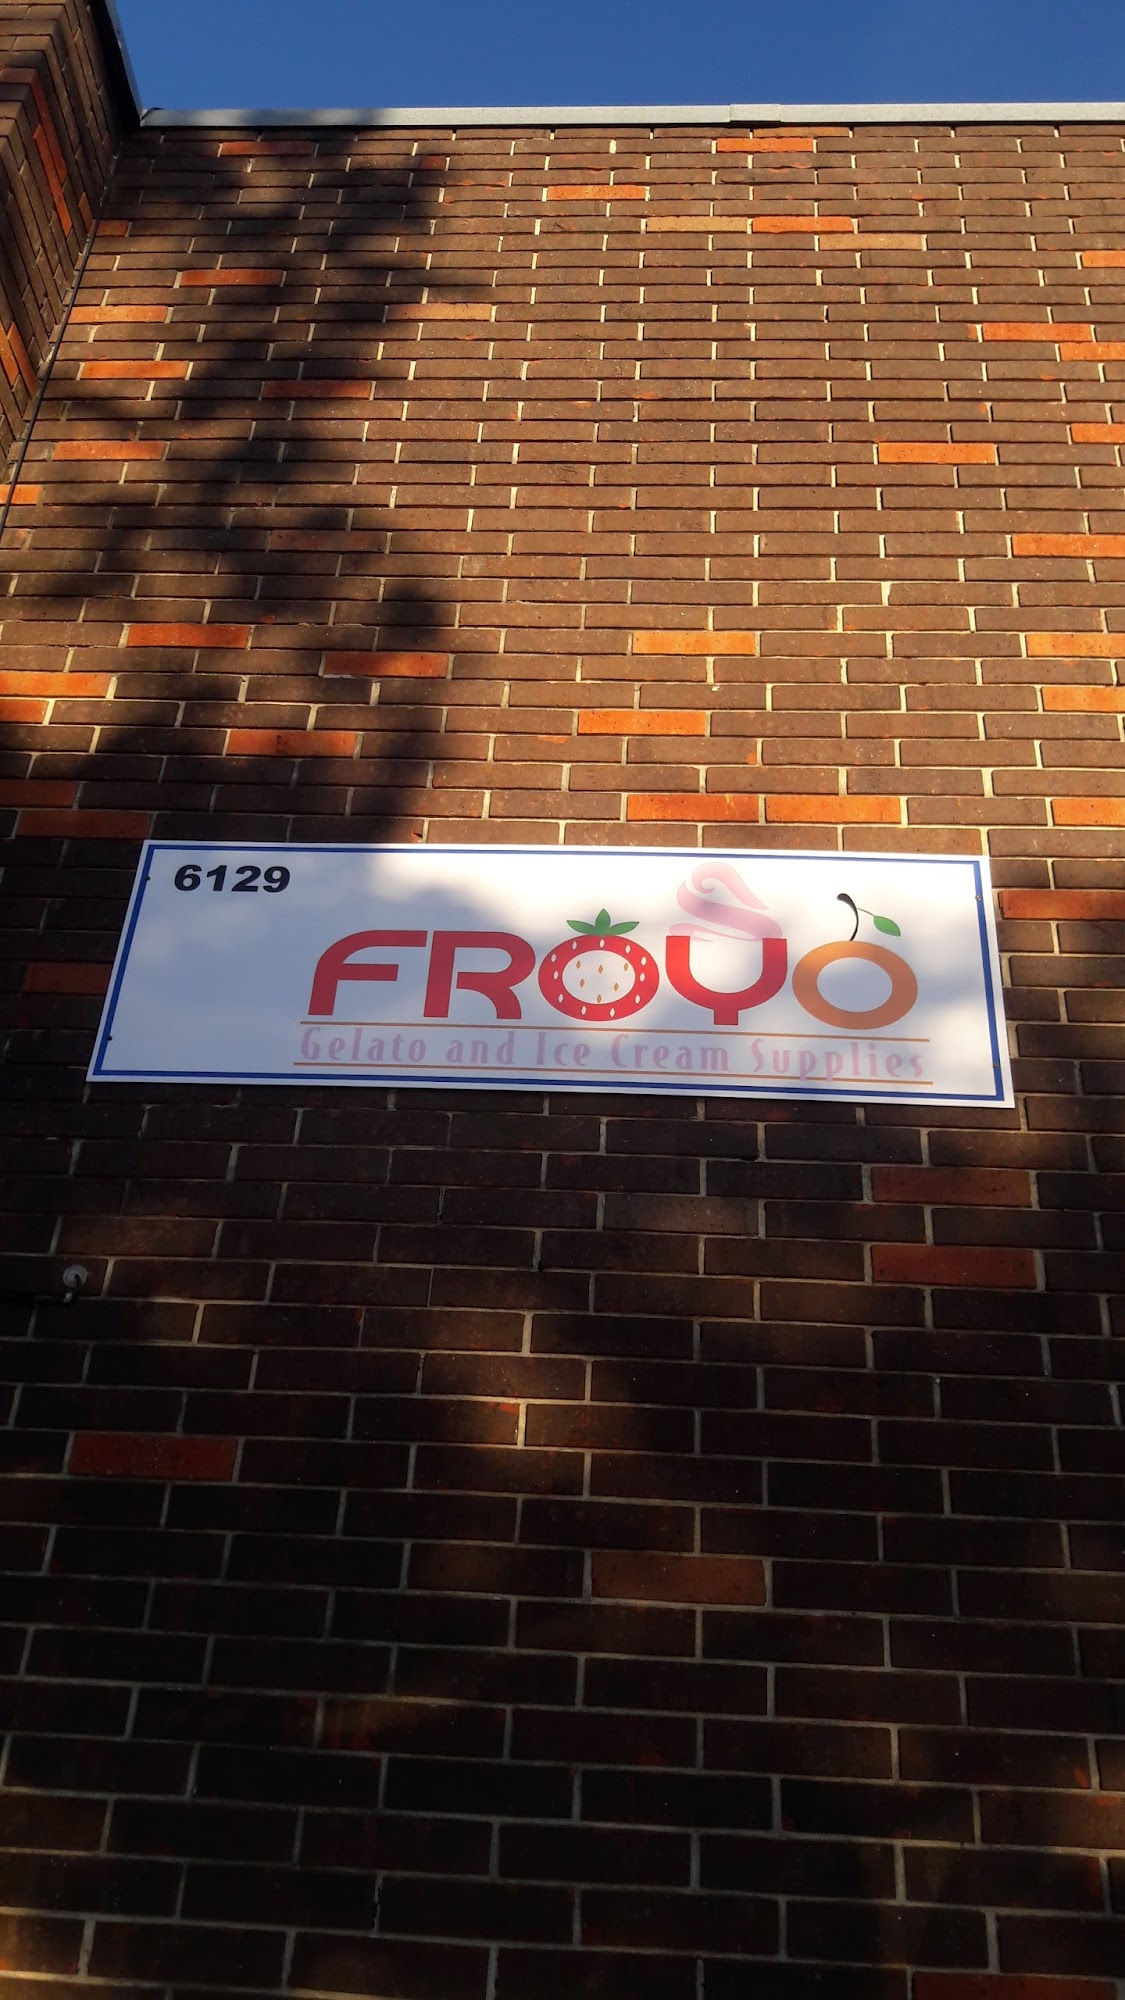 6129
FROYO
Gelato and Ice Cream Supplies